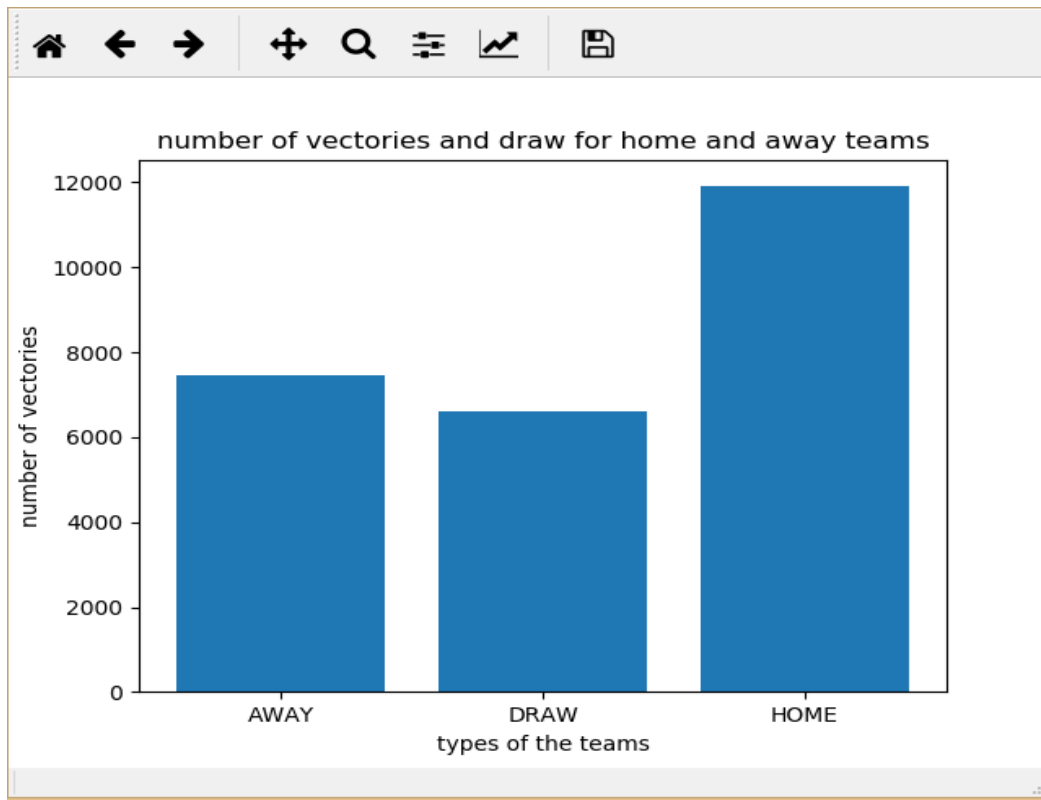 number of vectories and draw for home and away teams
12000
10000
8000
6000
4000
2000
0
number of vectories
AWAY DRAW HOME
types of the teams